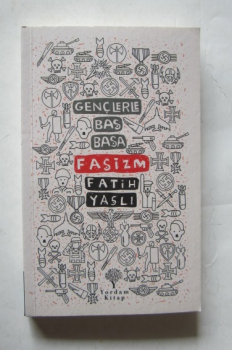 GENÇLERLE
BAŞ
BAŞA
FAŞİZM
FATİH
YAŞLI
Yordam
Kitap